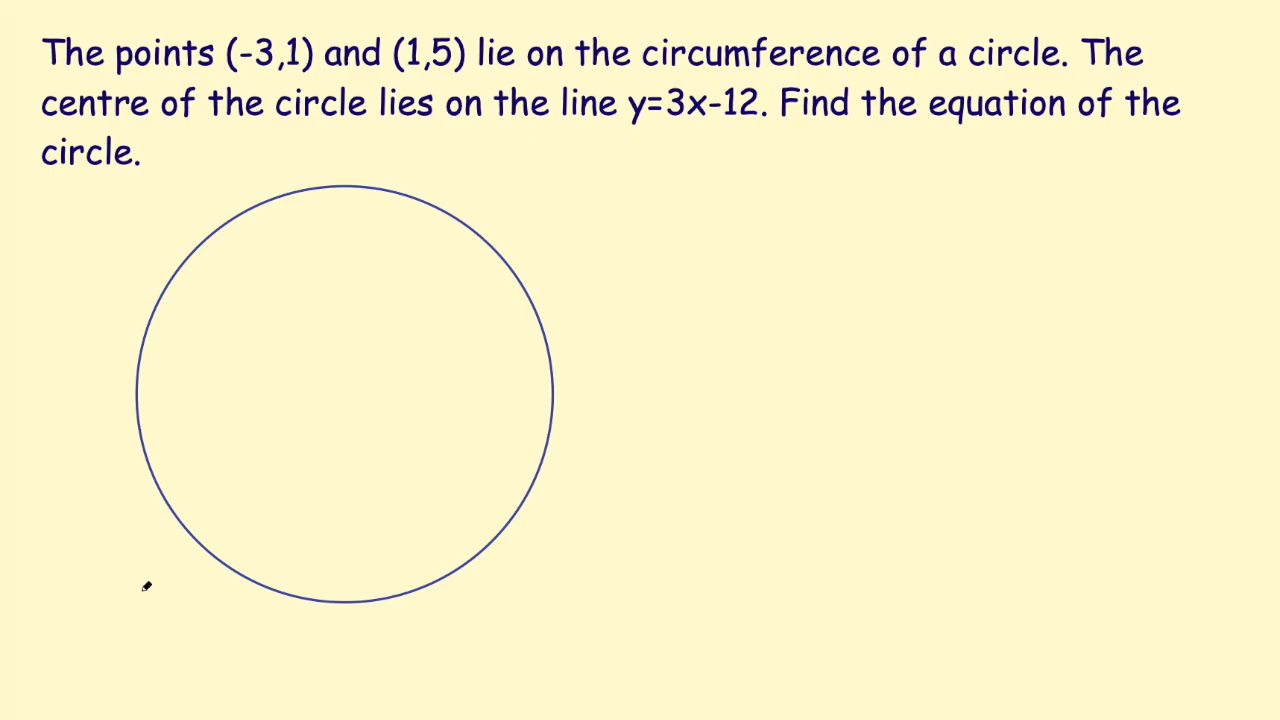 The points (-3,1) and (1,5) lie on the circumference of a circle. The
centre of the circle lies on the line y=3x-12. Find the equation of the
circle.